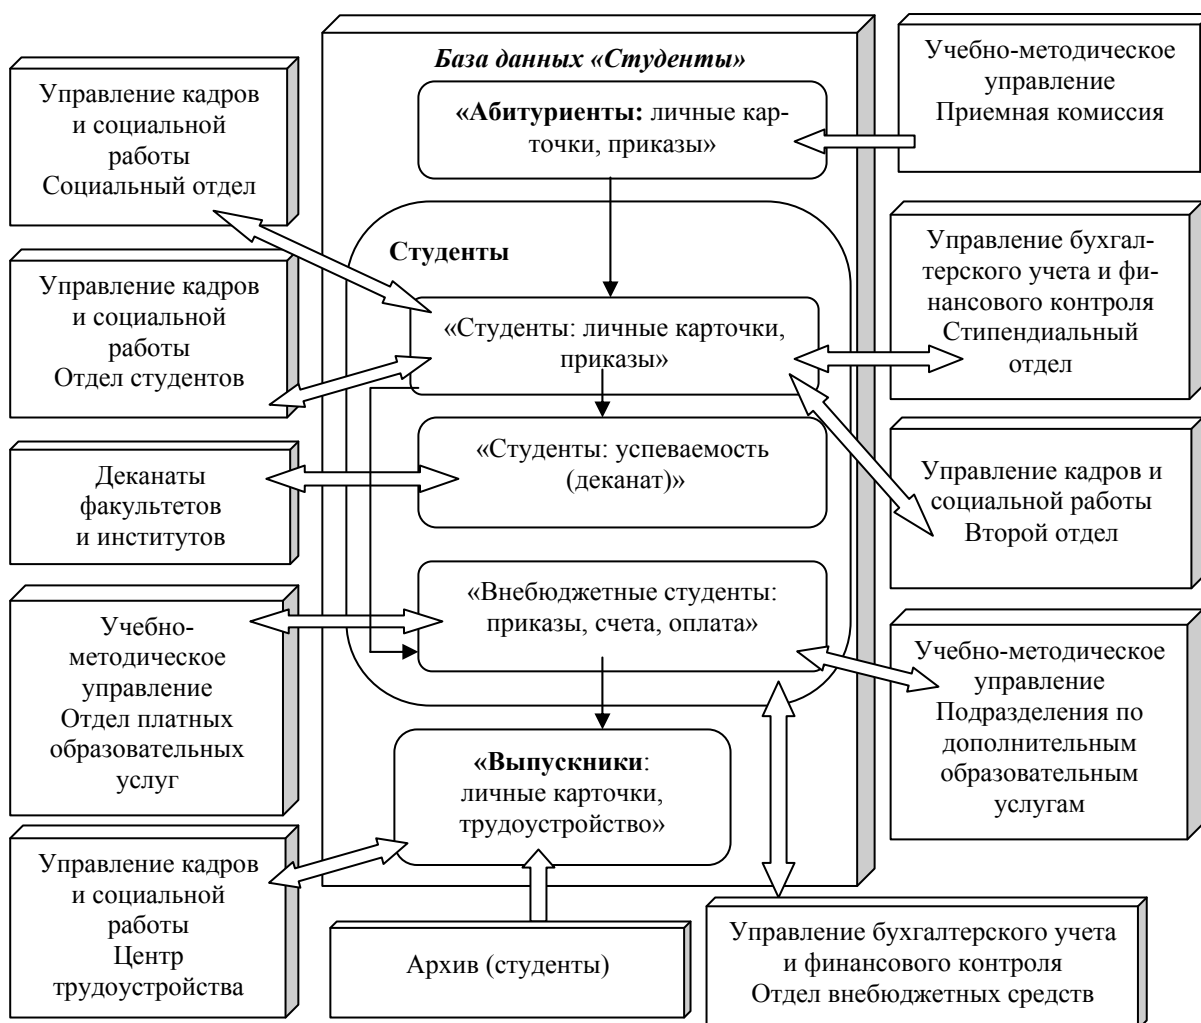 База данных «Студенты»
«Абитуриенты: личные кар-
точки, приказы»
Учебно-методическое
управление
Приемная комиссия
Управление кадров
и социальной
работы
Социальный отдел
Студенты
Управление бухгал-
терского учета и фи-
нансового контроля
Стипендиальный
отдел
Управление кадров
и социальной
работы
Отдел студентов
«Студенты: личные карточки,
приказы»
«Студенты: успеваемость
(деканат)»
Деканаты
факультетов
и институтов
Управление кадров и
социальной работы
Второй отдел
«Внебюджетные студенты:
приказы, счета, оплата»
Учебно-
методическое
управление
Отдел платных
образовательных
услуг
Учебно-методическое
управление
Подразделения по
дополнительным
образовательным
услугам
«Выпускники:
личные карточки,
трудоустройство»
Управление кадров
и социальной
работы
Центр
трудоустройства
Архив (студенты)
Управление бухгалтерского учета
и финансового контроля
Отдел внебюджетных средств